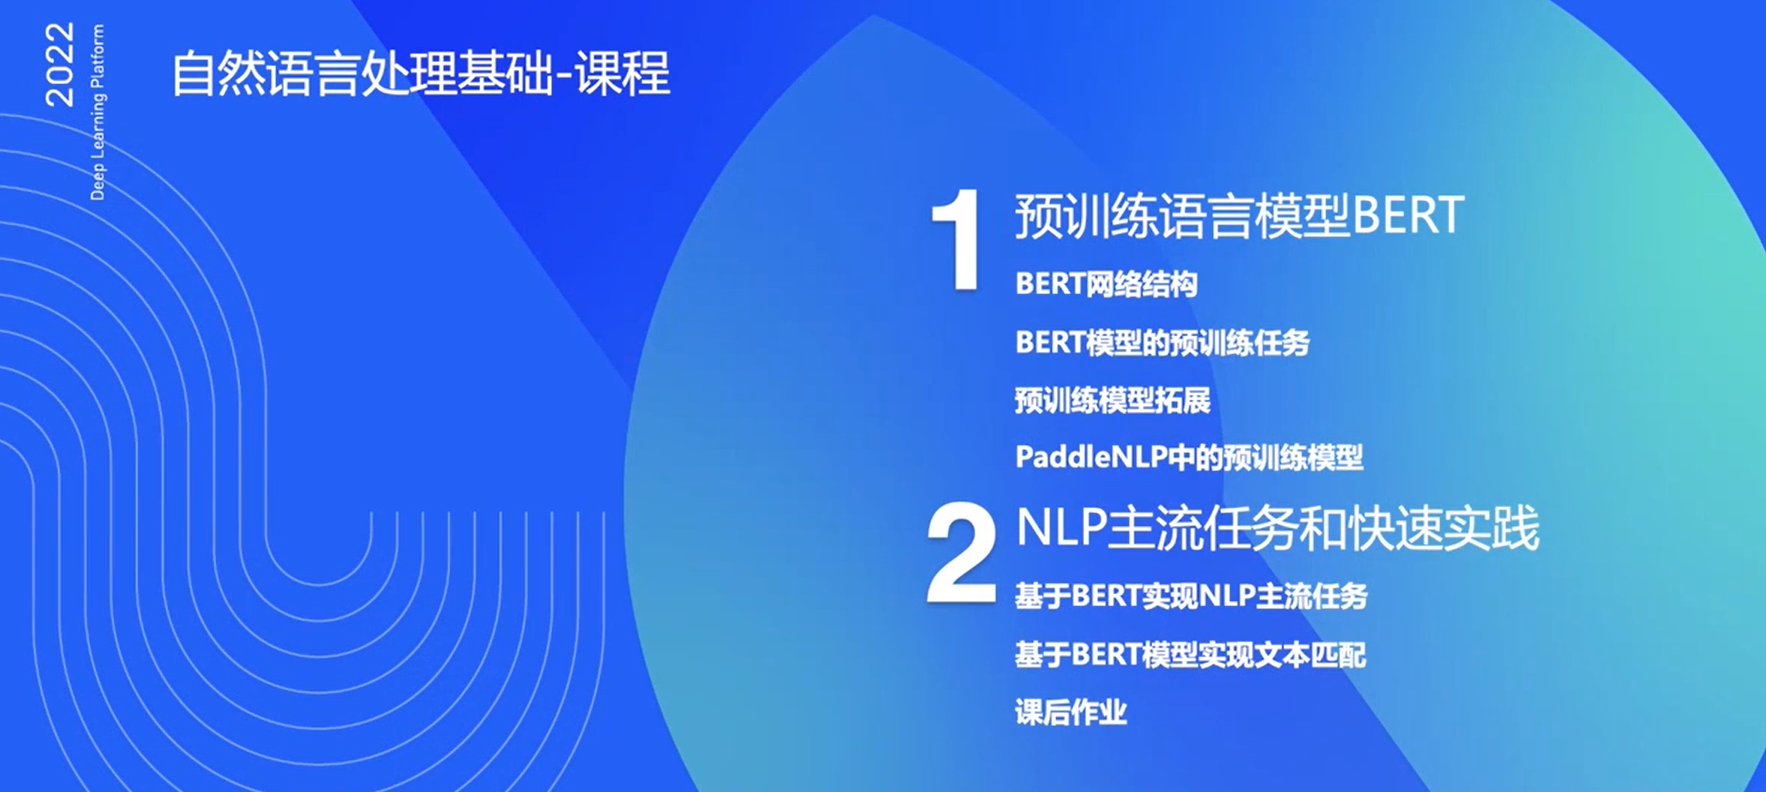 2022
Deep Learning Platform
自然语言处理基础-课程
1
预训练语言模型BERT
BERT网络结构
BERT模型的预训练任务
预训练模型拓展
PaddleNLP中的预训练模型
2
NLP主流任务和快速实践
基于BERT实现NLP主流任务
基于BERT模型实现文本匹配
课后作业